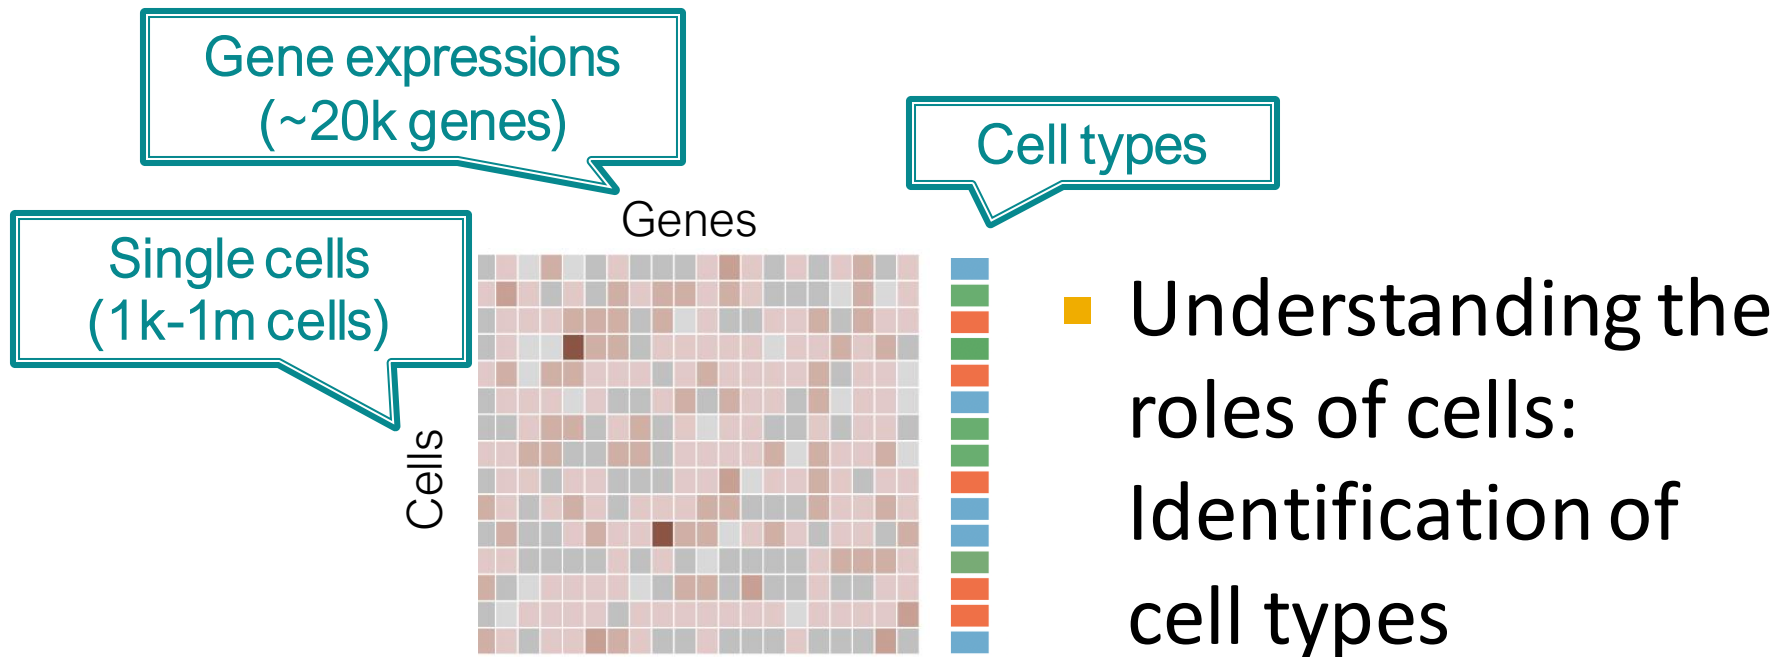 Gene expressions
(~20k genes)
Cell types
Single cells
(1k-1m cells)
Genes
Cells
Understanding the
roles of cells:
Identification of
cell types